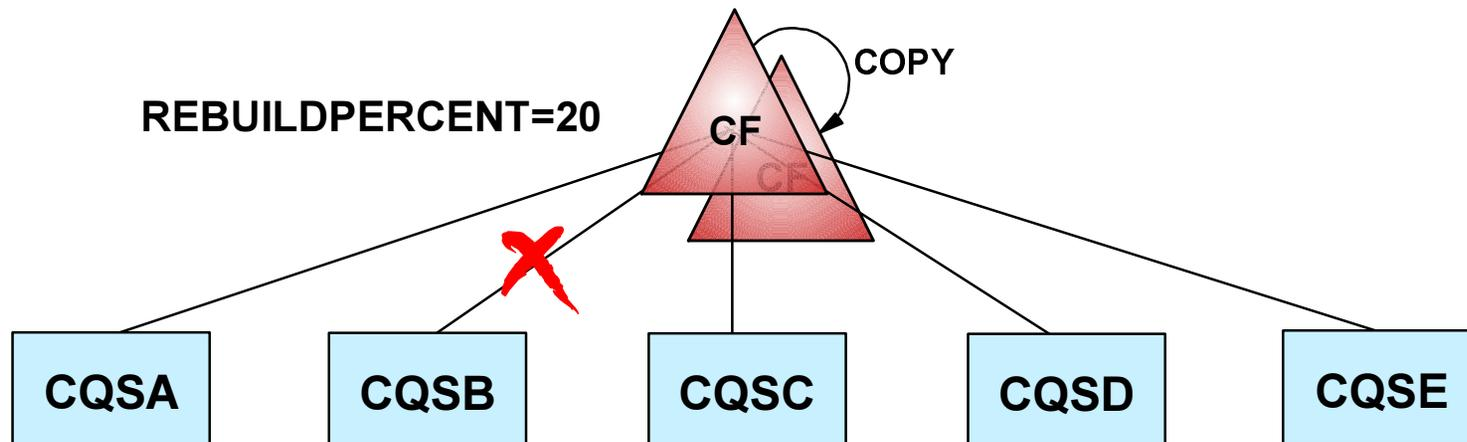 COPY
REBUILDPERCENT=20
CF
CF
CQSA CQSB CQSC CQSD CQSE